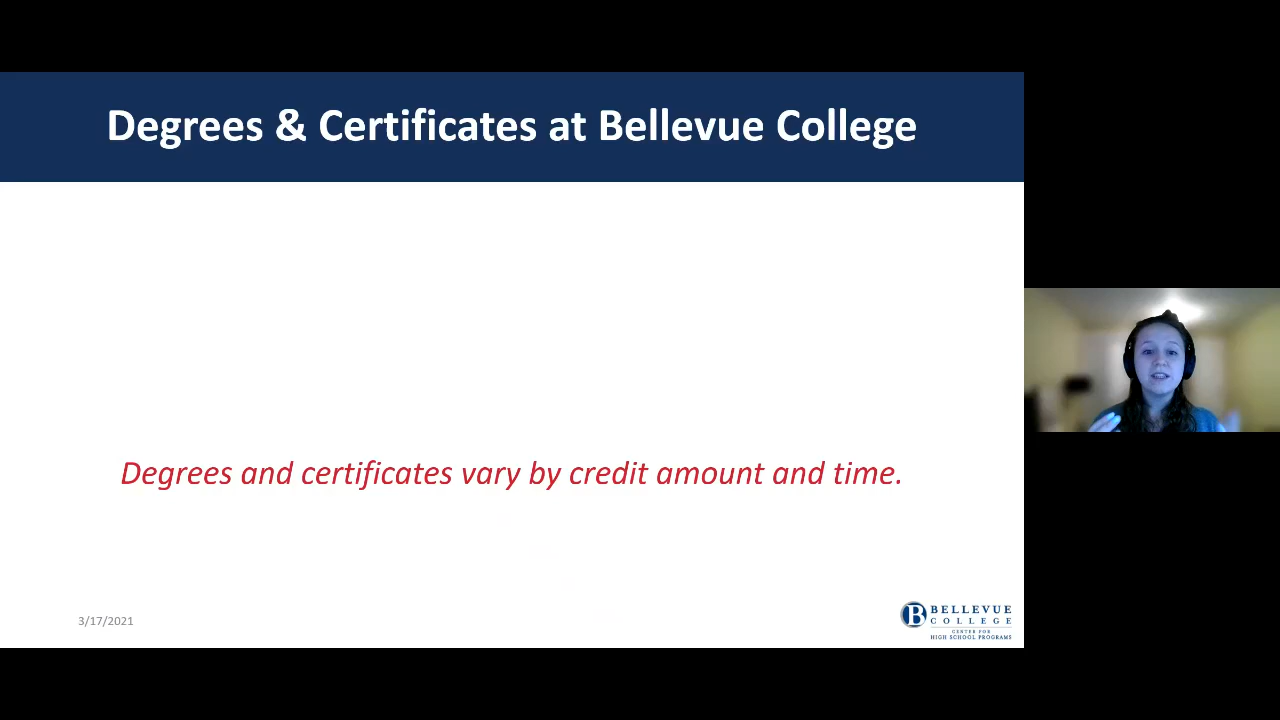 Degrees & Certificates at Bellevue College
Degrees and certificates vary by credit amount and time.
3/17/2021
B
BELLEVUE
COLLEGE
CENTER FOR
HIGH SCHOOL PROGRAMS